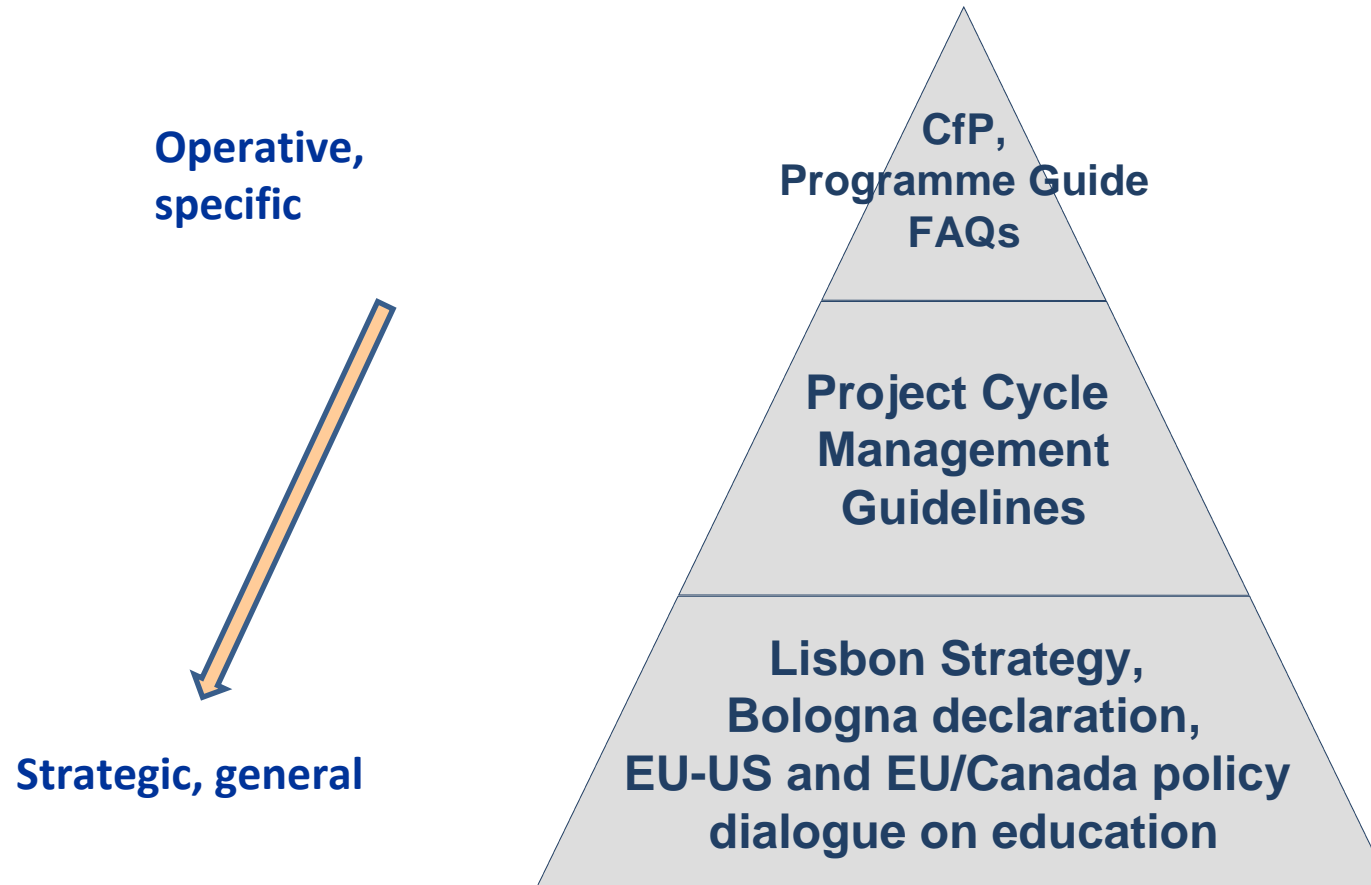 Operative,
specific
CfP,
Programme Guide
FAQs
Project Cycle
Management
Guidelines
Strategic, general
Lisbon Strategy,
Bologna declaration,
EU-US and EU/Canada policy
dialogue on education